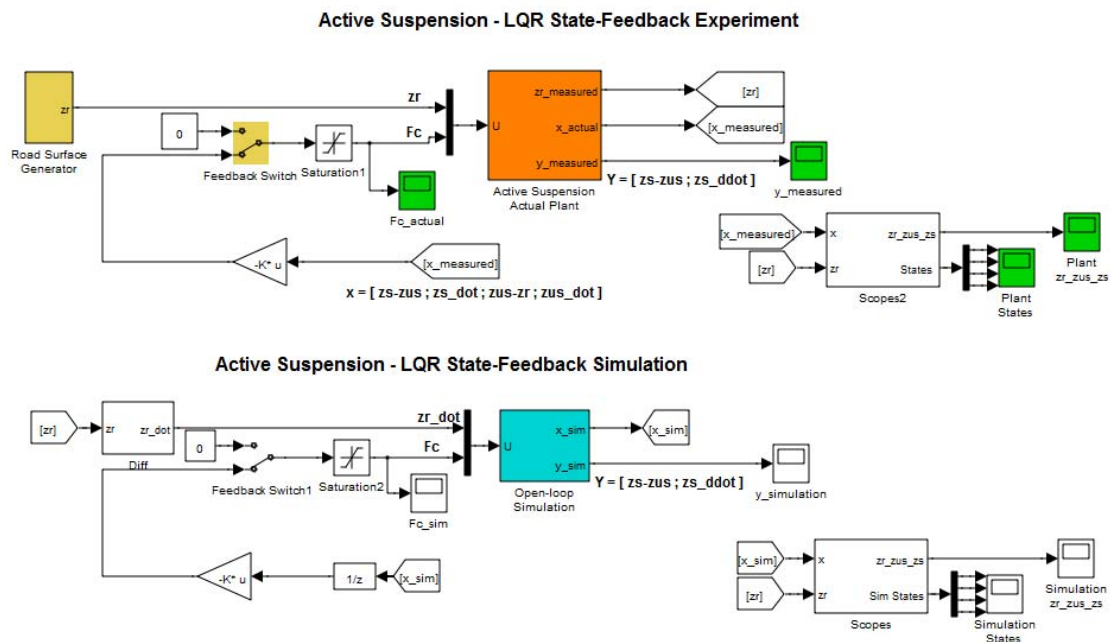 Active Suspension - LQR State-Feedback Experiment
zr
Road Surface
Generator
0
Feedback Switch
Saturation1
zr
Fc
Fc_actual
U
zr_measured
x_actual
y_measured
Active Suspension
Actual Plant
[zr]
[x_measured]
Y = [ zs-zus ; zs_ddot ]
y_measured
-K* u
[x_measured]
x = [ zs-zus ; zs_dot ; zus-zr ; zus_dot ]
[x_measured]
[zr]
x
zr
zr_zus_zs
States
Scopes2
Plant
zr_zus_zs
Plant
States
Active Suspension - LQR State-Feedback Simulation
[zr]
zr
zr_dot
Diff
0
Feedback Switch1
Saturation2
zr_dot
Fc
Fc_sim
U
x_sim
y_sim
Open-loop
Simulation
[x_sim]
Y = [ zs-zus ; zs_ddot ]
y_simulation
-K* u
1/z
[x_sim]
[x_sim]
[zr]
x
zr
zr_zus_zs
Sim States
Scopes
Simulation
zr_zus_zs
Simulation
States